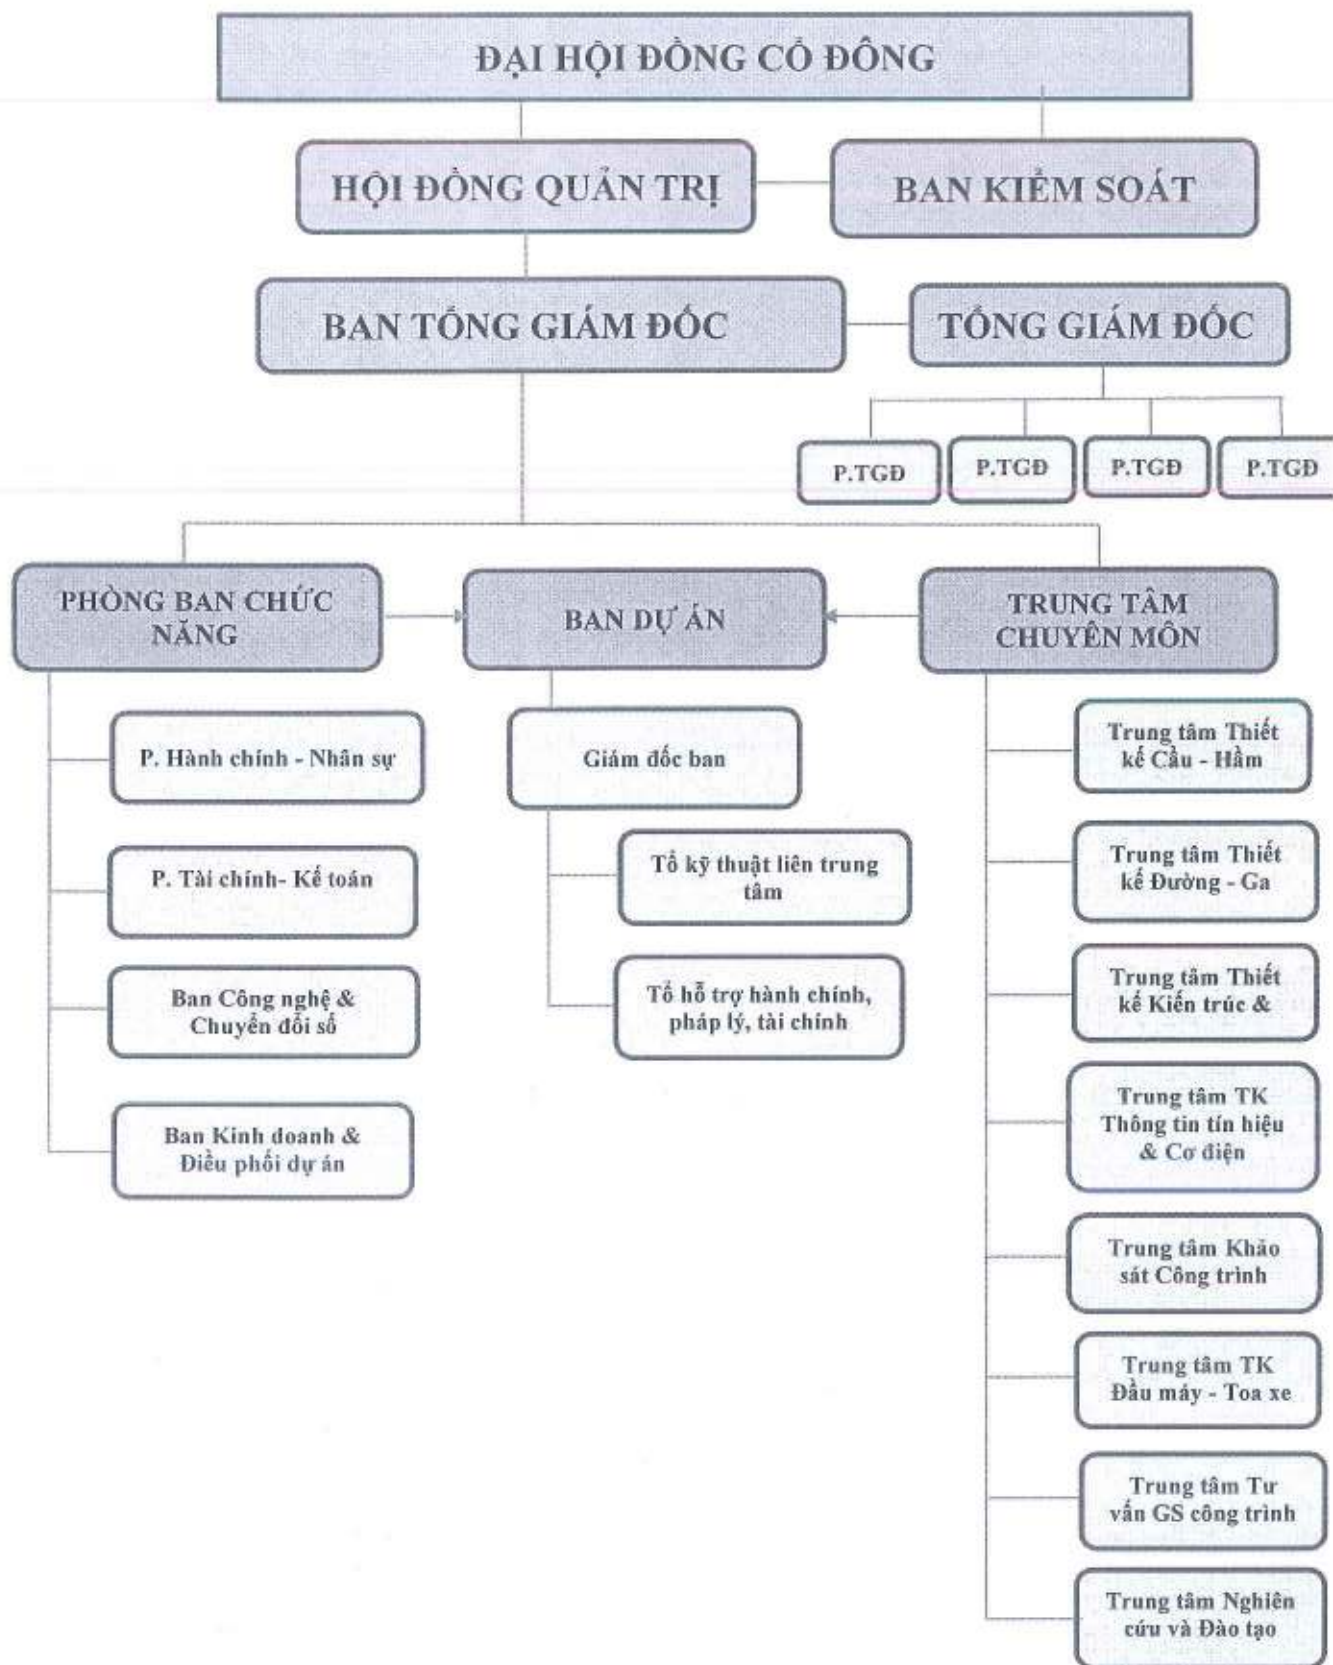 ĐẠI HỘI ĐỒNG CỔ ĐÔNG
HỘI ĐỒNG QUẢN TRỊ
BAN KIỂM SOÁT
BAN TỔNG GIÁM ĐỐC
TỔNG GIÁM ĐỐC
P.TGĐ
P.TGĐ
P.TGĐ
P.TGĐ
PHÒNG BAN CHỨC
NĂNG
BAN DỰ ÁN
TRUNG TÂM
CHUYÊN MÔN
P. Hành chính - Nhân sự
P. Tài chính- Kế toán
Ban Công nghệ &
Chuyển đổi số
Ban Kinh doanh &
Điều phối dự án
Giám đốc ban
Tổ kỹ thuật liên trung
tâm
Tổ hỗ trợ hành chính,
pháp lý, tài chính
Trung tâm Thiết
kế Cầu - Hầm
Trung tâm Thiết
kế Đường - Ga
Trung tâm Thiết
kế Kiến trúc &
Trung tâm TK
Thông tin tín hiệu
& Cơ điện
Trung tâm Khảo
sát Công trình
Trung tâm TK
Đầu máy - Toa xe
Trung tâm Tư
vấn GS công trình
Trung tâm Nghiên
cứu và Đào tạo